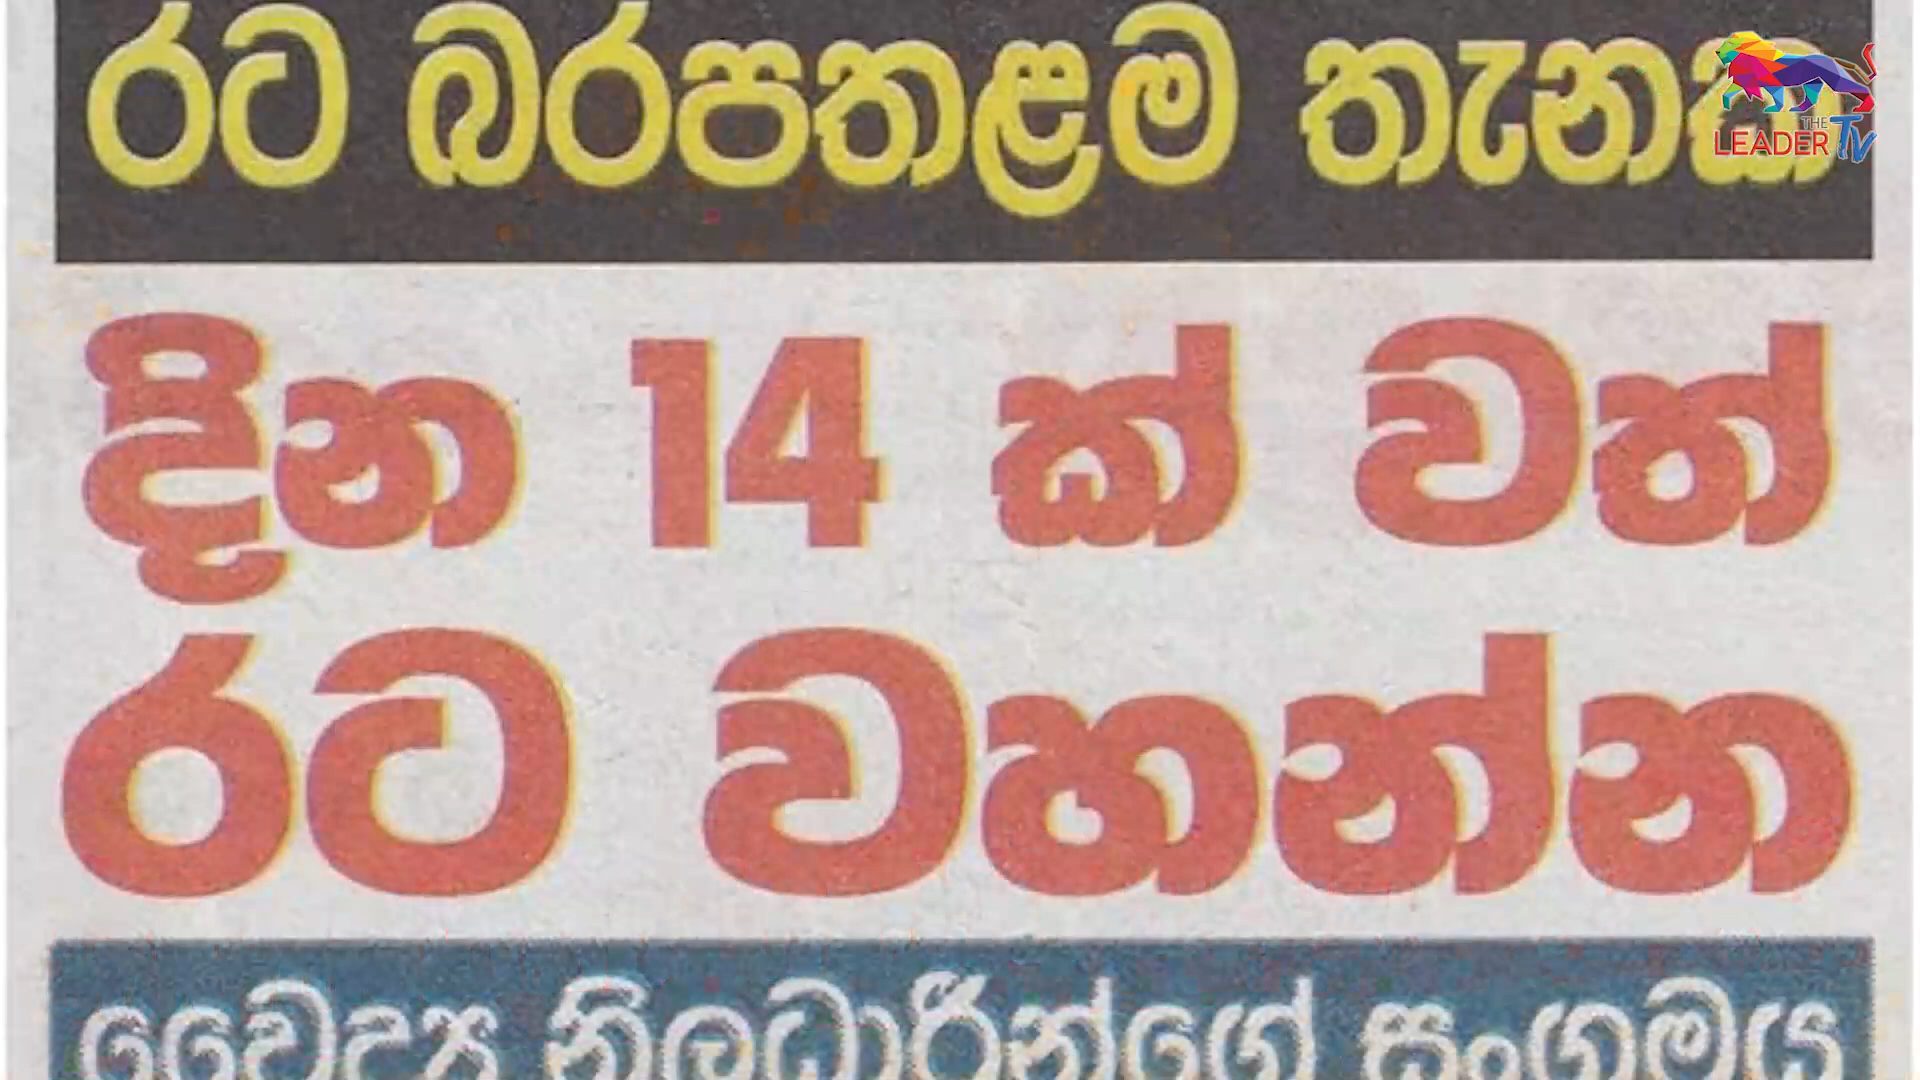 රට බරපතළම තැනක
THE
LEADER TV
දින 14 ක් වත්
රට වහන්න
වෛද්‍ය නිලධාරීන්ගේ සංගමය